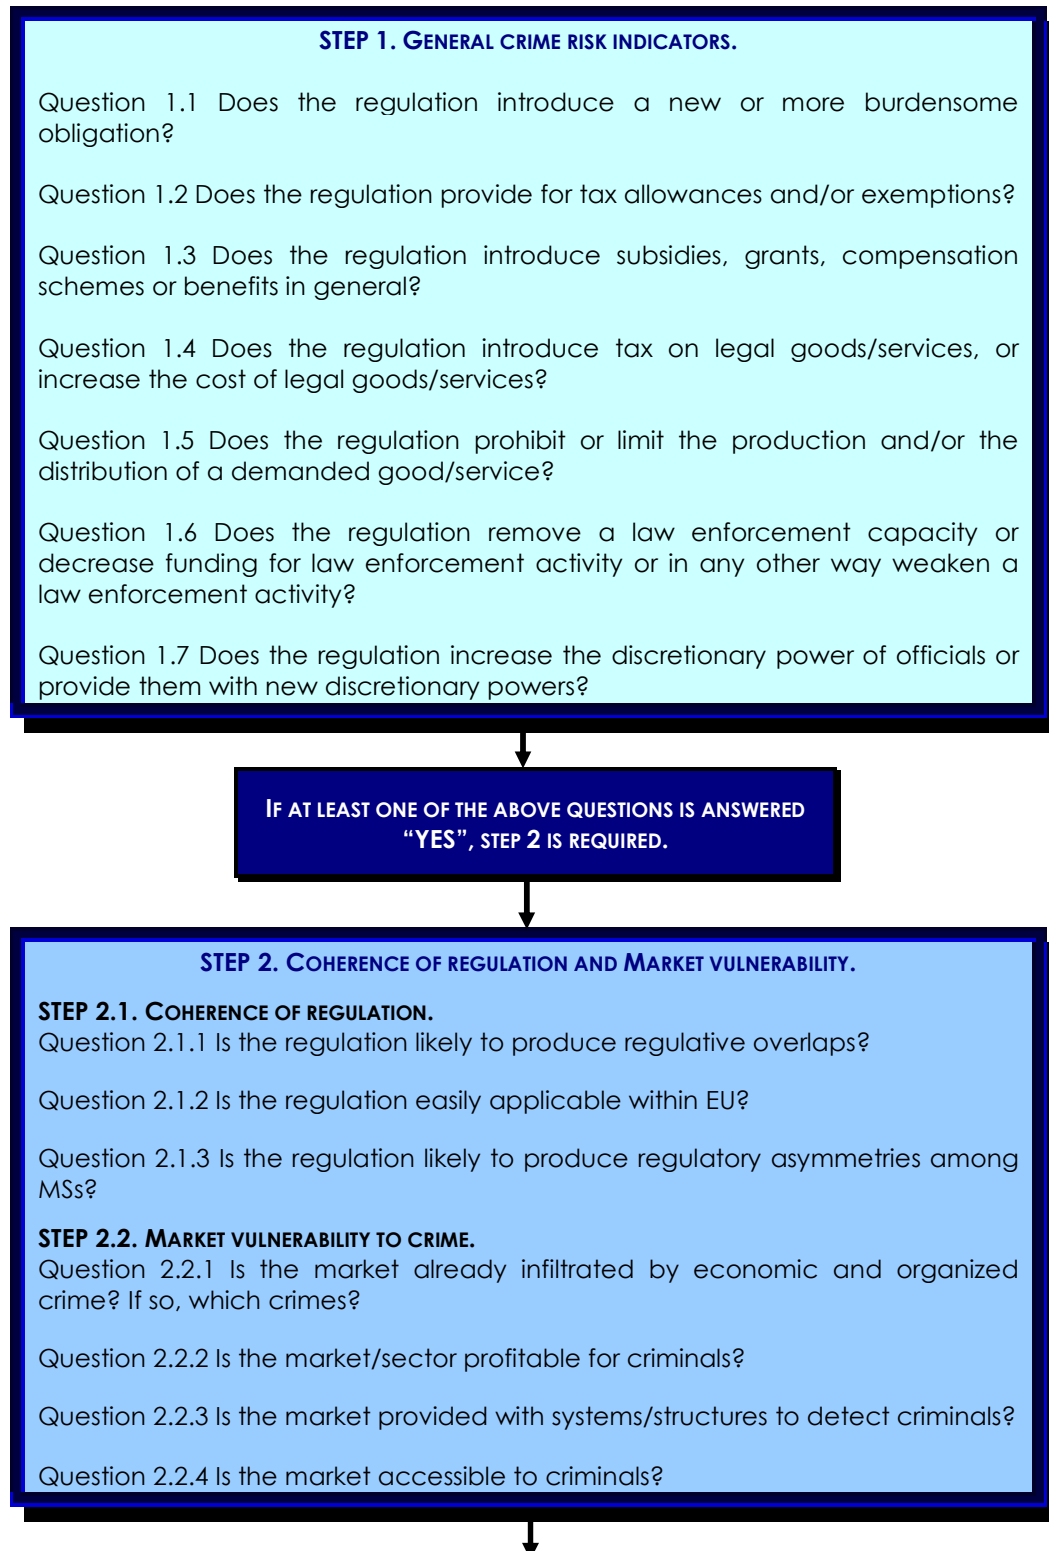 STEP 1. GENERAL CRIME RISK INDICATORS.
Question 1.1 Does the regulation introduce a new or more burdensome
obligation?
Question 1.2 Does the regulation provide for tax allowances and/or exemptions?
Question 1.3 Does the regulation introduce subsidies, grants, compensation
schemes or benefits in general?
Question 1.4 Does the regulation introduce tax on legal goods/services, or
increase the cost of legal goods/services?
Question 1.5 Does the regulation prohibit or limit the production and/or the
distribution of a demanded good/service?
Question 1.6 Does the regulation remove a law enforcement capacity or
decrease funding for law enforcement activity or in any other way weaken a
law enforcement activity?
Question 1.7 Does the regulation increase the discretionary power of officials or
provide them with new discretionary powers?
IF AT LEAST ONE OF THE ABOVE QUESTIONS IS ANSWERED
“YES”, STEP 2 IS REQUIRED.
STEP 2. COHERENCE OF REGULATION AND MARKET VULNERABILITY.
STEP 2.1. COHERENCE OF REGULATION.
Question 2.1.1 Is the regulation likely to produce regulative overlaps?
Question 2.1.2 Is the regulation easily applicable within EU?
Question 2.1.3 Is the regulation likely to produce regulatory asymmetries among
MSs?
STEP 2.2. MARKET VULNERABILITY TO CRIME.
Question 2.2.1 Is the market already infiltrated by economic and organized
crime? If so, which crimes?
Question 2.2.2 Is the market/sector profitable for criminals?
Question 2.2.3 Is the market provided with systems/structures to detect criminals?
Question 2.2.4 Is the market accessible to criminals?